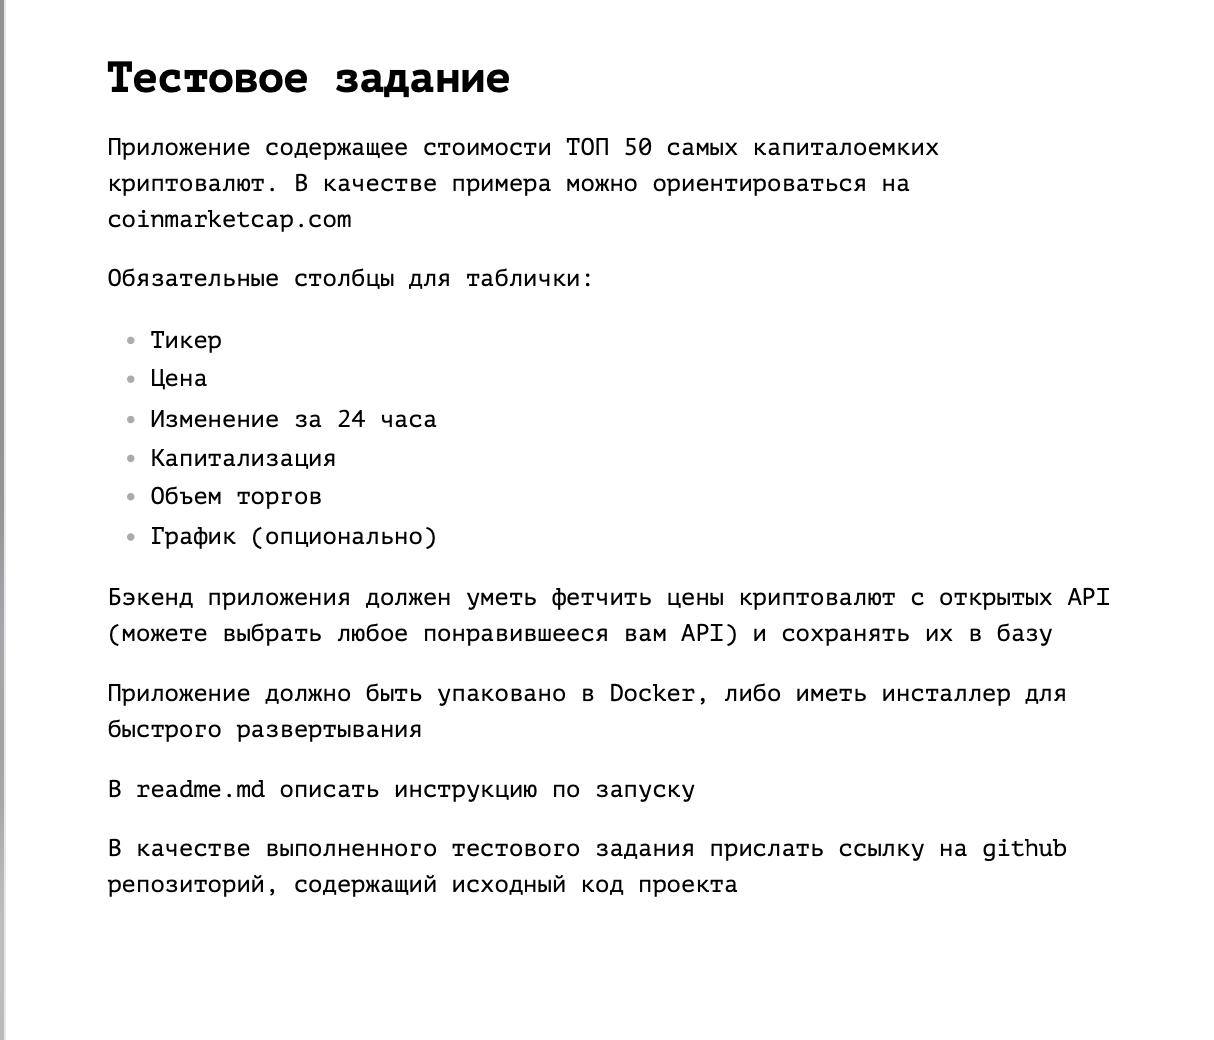 Тестовое задание
Приложение содержащее стоимости ТОП 50 самых капиталоемких
криптовалют. В качестве примера можно ориентироваться на
coinmarketcap.com
Обязательные столбцы для таблички:
• Тикер
• Цена
• Изменение за 24 часа
• Капитализация
• Объем торгов
• График (опционально)
Бэкенд приложения должен уметь фетчить цены криптовалют с открытых API
(можете выбрать любое понравившееся вам API) и сохранять их в базу
Приложение должно быть упаковано в Docker, либо иметь инсталлер для
быстрого развертывания
В readme.md описать инструкцию по запуску
В качестве выполненного тестового задания прислать ссылку на github
репозиторий, содержащий исходный код проекта